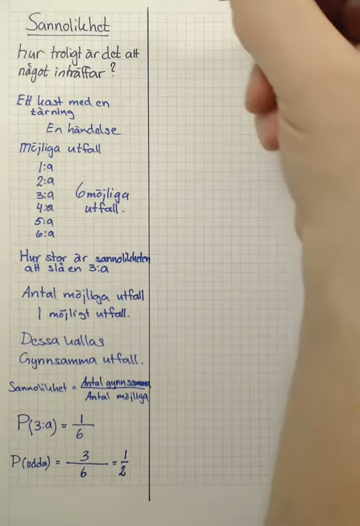 Sannolikhet
Hur troligt är det att
något inträffar?
Ett kast med en
tärning
En händelse
Möjliga utfall
1:a
2:a
3:a 6 möjliga
4:a utfall.
5:a
6:a
Hur stor är sannolikheten
att slå en 3:a
Antal möjliga utfall
1 möjligt utfall.
Dessa kallas
Gynnsamma utfall.
Sannolikhet = Antal gynnsamma
Antal möjliga
P(3:a) = 1/6
P(udda) = 3/6 = 1/2